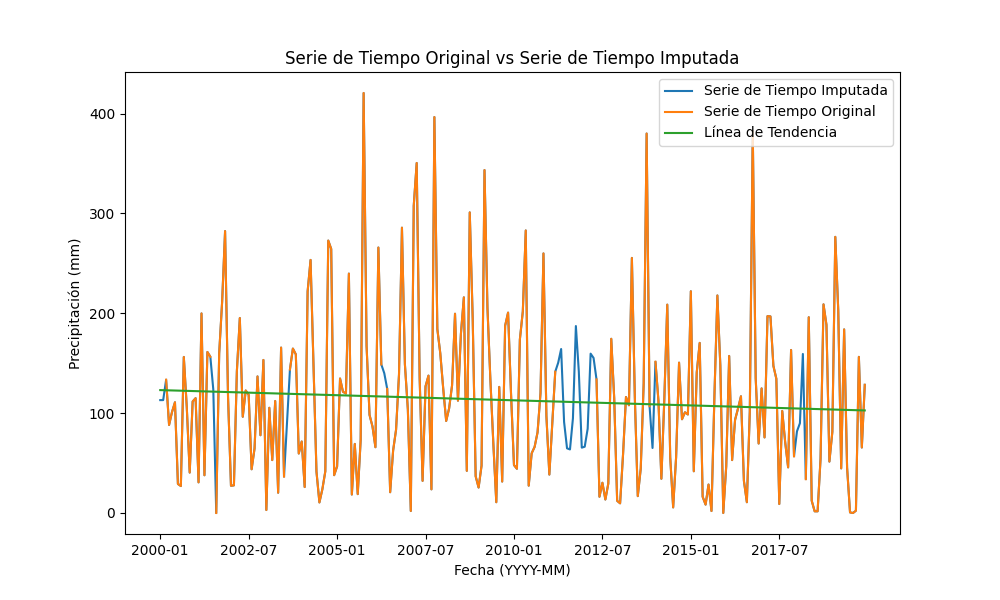 Serie de Tiempo Original vs Serie de Tiempo Imputada
Serie de Tiempo Imputada
Serie de Tiempo Original
Línea de Tendencia
Precipitación (mm)
400
300
200
100
0
2000-01 2002-07 2005-01 2007-07 2010-01 2012-07 2015-01 2017-07
Fecha (YYYY-MM)